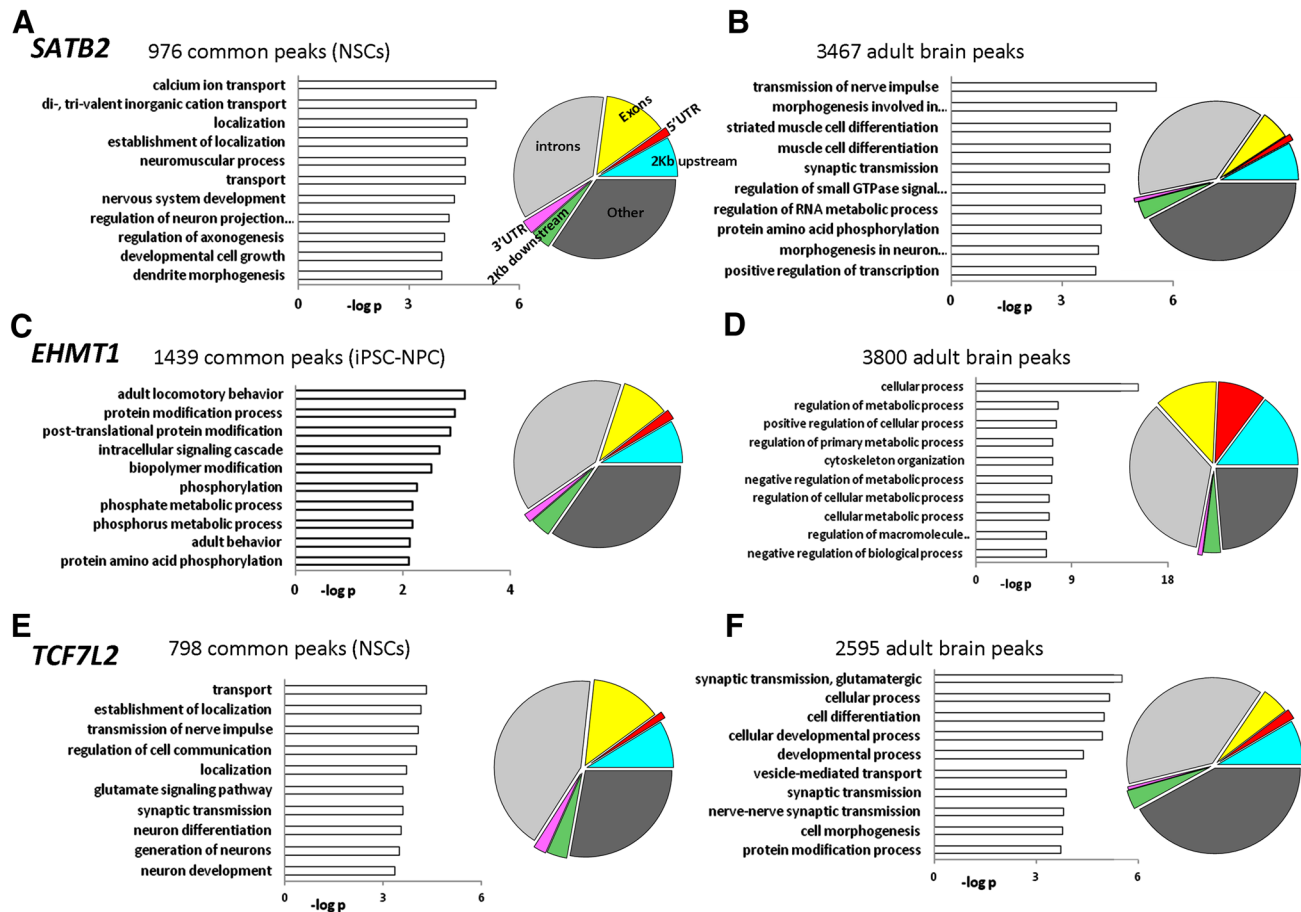 A
SATB2
976 common peaks (NSCs)
calcium ion transport
di-, tri-valent inorganic cation transport
localization
establishment of localization
neuromuscular process
transport
nervous system development
regulation of neuron projection...
regulation of axonogenesis
developmental cell growth
dendrite morphogenesis
0 3 6
-log p
introns
Exons
5'UTR
2Kb upstream
Other
2Kb downstream
3'UTR
B
3467 adult brain peaks
transmission of nerve impulse
morphogenesis involved in...
striated muscle cell differentiation
muscle cell differentiation
synaptic transmission
regulation of small GTPase signal...
regulation of RNA metabolic process
protein amino acid phosphorylation
morphogenesis in neuron...
positive regulation of transcription
0 3 6
-log p
C
EHMT1
1439 common peaks (iPSC-NPC)
adult locomotory behavior
protein modification process
post-translational protein modification
intracellular signaling cascade
biopolymer modification
phosphorylation
phosphate metabolic process
phosphorus metabolic process
adult behavior
protein amino acid phosphorylation
0 2 4
-log p
D
3800 adult brain peaks
cellular process
regulation of metabolic process
positive regulation of cellular process
regulation of primary metabolic process
cytoskeleton organization
negative regulation of metabolic process
regulation of cellular metabolic process
cellular metabolic process
regulation of macromolecule..
negative regulation of biological process
0 9 18
-log p
E
TCF7L2
798 common peaks (NSCs)
transport
establishment of localization
transmission of nerve impulse
regulation of cell communication
localization
glutamate signaling pathway
synaptic transmission
neuron differentiation
generation of neurons
neuron development
0 3 6
-log p
F
2595 adult brain peaks
synaptic transmission, glutamatergic
cellular process
cell differentiation
cellular developmental process
developmental process
vesicle-mediated transport
synaptic transmission
nerve-nerve synaptic transmission
cell morphogenesis
protein modification process
0 3 6
-log p